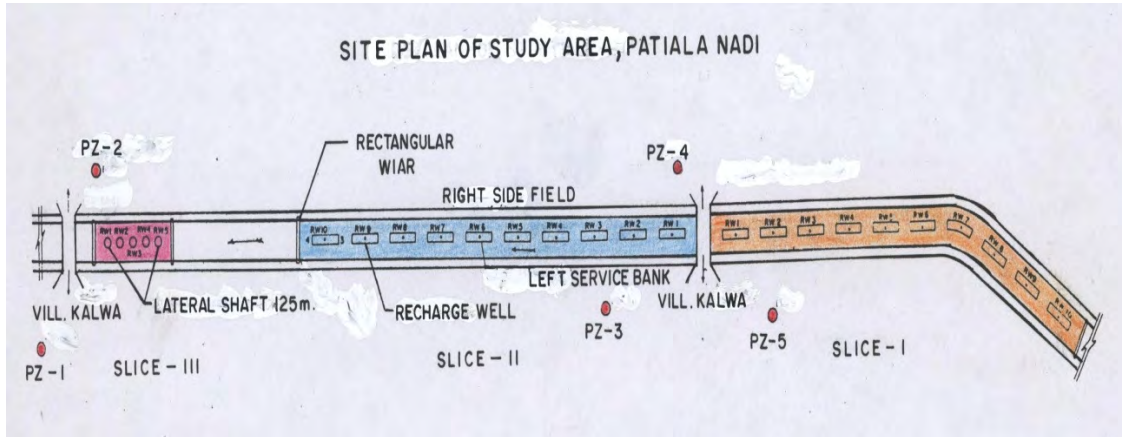 SITE PLAN OF STUDY AREA, PATIALA NADI
PZ-2
RECTANGULAR
WIAR
PZ-4
RIGHT SIDE FIELD
RW1 RW2 RW4 RW5
RW3
RW10 RW9 RW8 RW7 RW6 RW5 RW4 RW3 RW2 RW1
RW1 RW2 RW3 RW4 RW5 RW6 RW7 RW8 RW9
LEFT SERVICE BANK
VILL. KALWA
LATERAL SHAFT 125m.
RECHARGE WELL
VILL. KALWA
PZ-3
PZ-5
PZ-1
SLICE-III
SLICE-II
SLICE-I